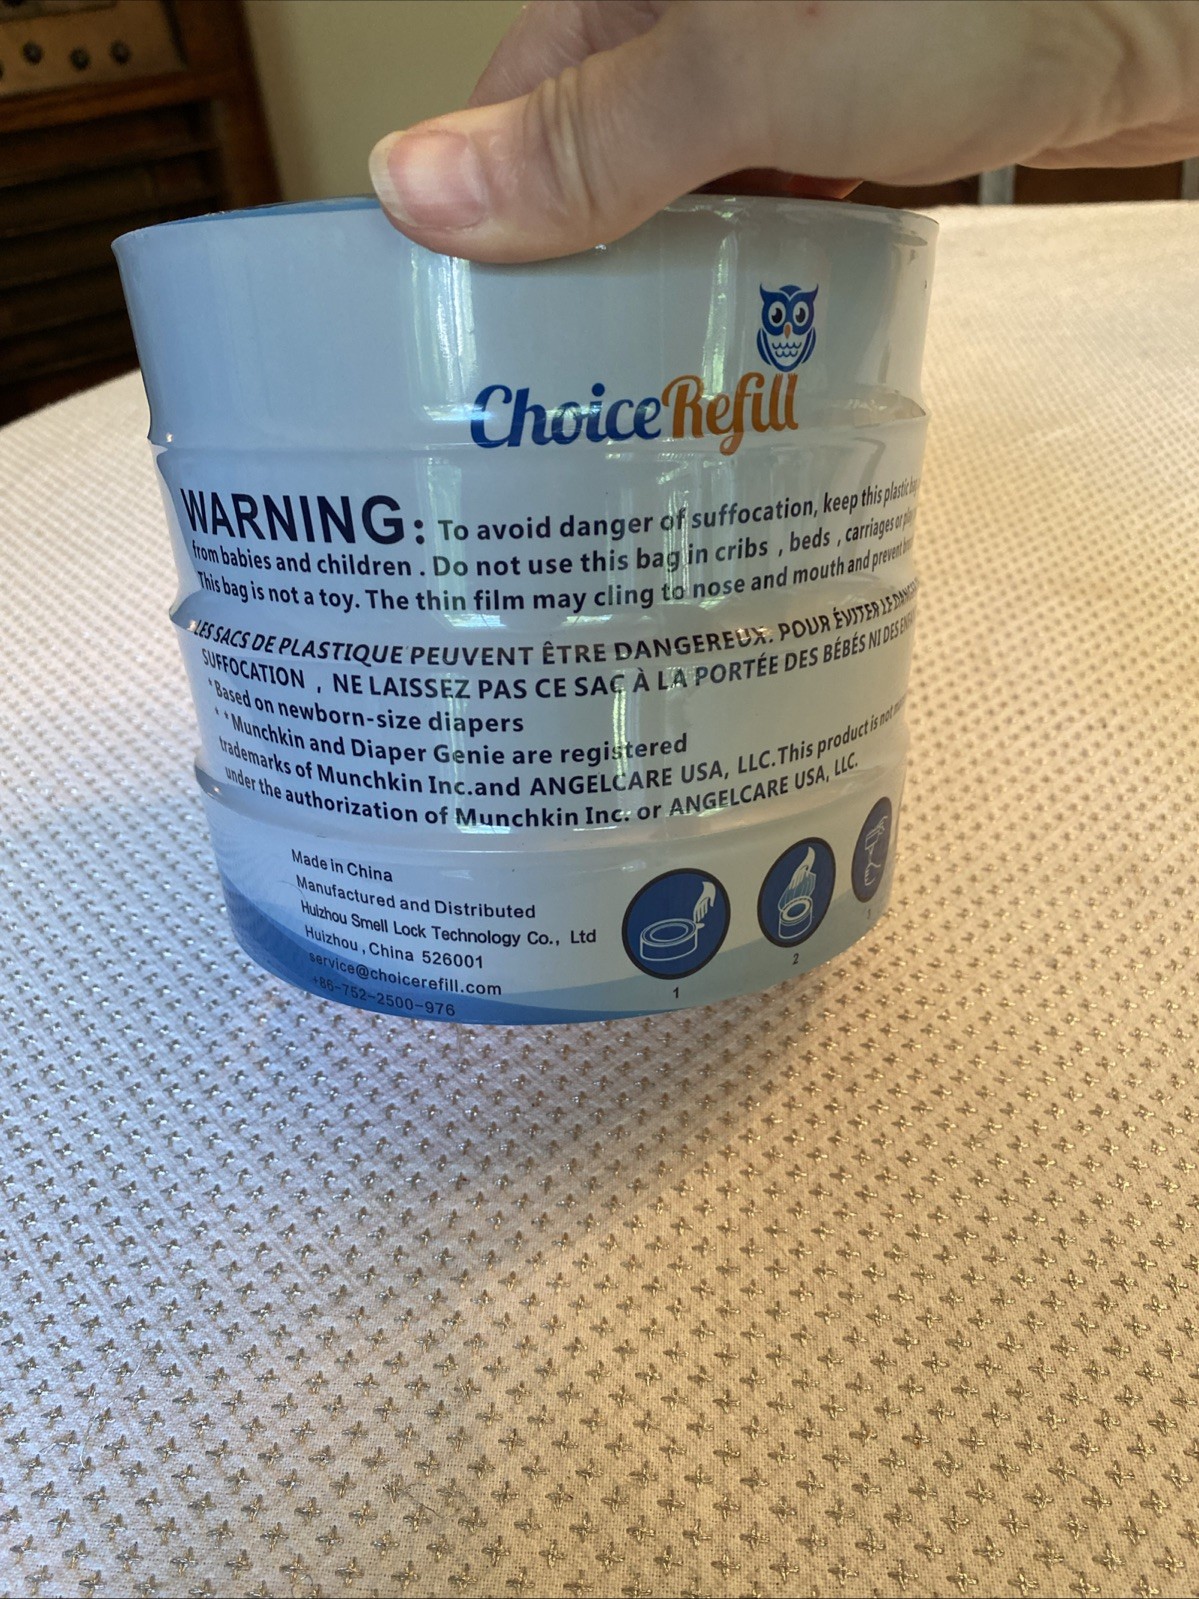 ChoiceRefill
WARNING: To avoid danger of suffocation, keep this plastic bag
from babies and children . Do not use this bag in cribs , beds , carriages or
This bag is not a toy. The thin film may cling to nose and mouth and prevent
LES SACS DE PLASTIQUE PEUVENT ÊTRE DANGEREUX. POUR ÉVITER LE
SUFFOCATION , NE LAISSEZ PAS CE SAC À LA PORTÉE DES BÉBÉS NI DES
*Based on newborn-size diapers
**Munchkin and Diaper Genie are registered
trademarks of Munchkin Inc.and ANGELCARE USA, LLC.This product is not
under the authorization of Munchkin Inc. or ANGELCARE USA, LLC.
Made in China
Manufactured and Distributed
Huizhou Smell Lock Technology Co., Ltd
Huizhou , China 526001
service@choicerefill.com
+86-752-2500-976
1
2
3